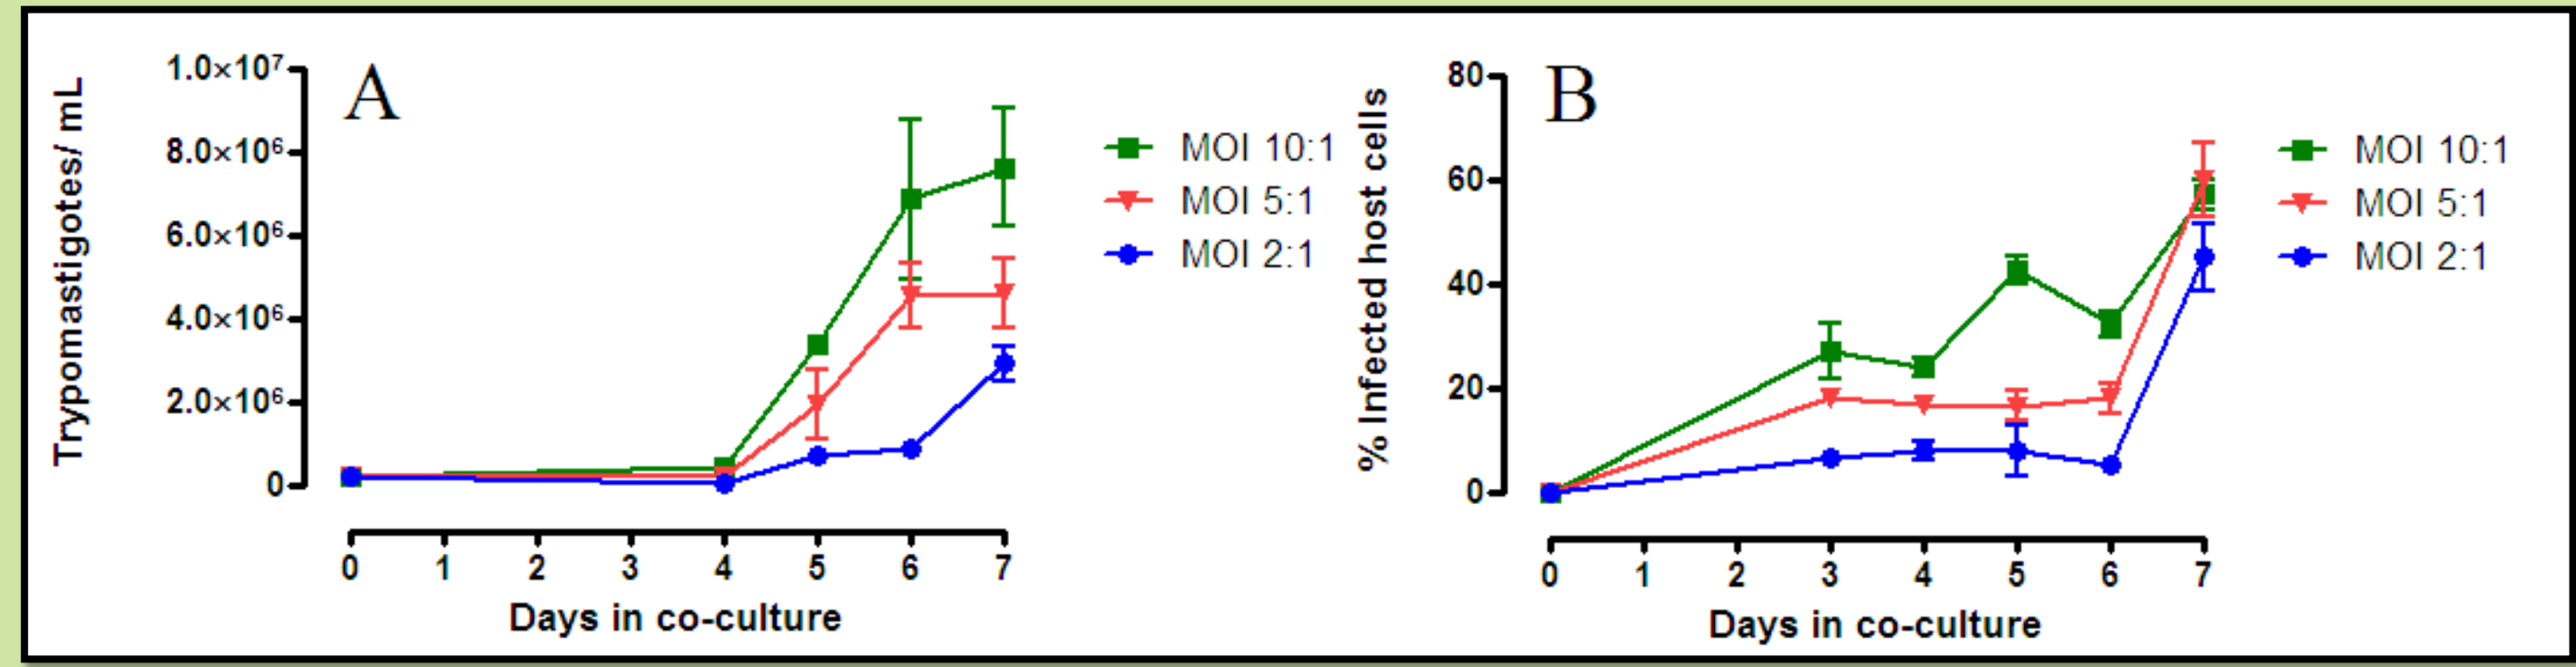 A
Trypomastigotes/ mL
1.0×10⁷
8.0×10⁶
6.0×10⁶
4.0×10⁶
2.0×10⁶
0
0 1 2 3 4 5 6 7
Days in co-culture
MOI 10:1
MOI 5:1
MOI 2:1
B
% Infected host cells
80
60
40
20
0
0 1 2 3 4 5 6 7
Days in co-culture
MOI 10:1
MOI 5:1
MOI 2:1